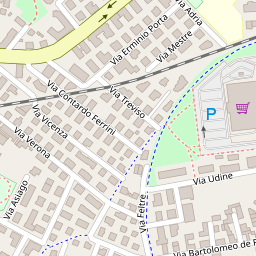 Via Adria
Via Erminio Porta
Via Mestre
Via Treviso
Via Contardo Ferrini
P
Via Vicenza
Via Verona
Via Udine
Via Asiago
Via Feltre
Via Bartolomeo de R